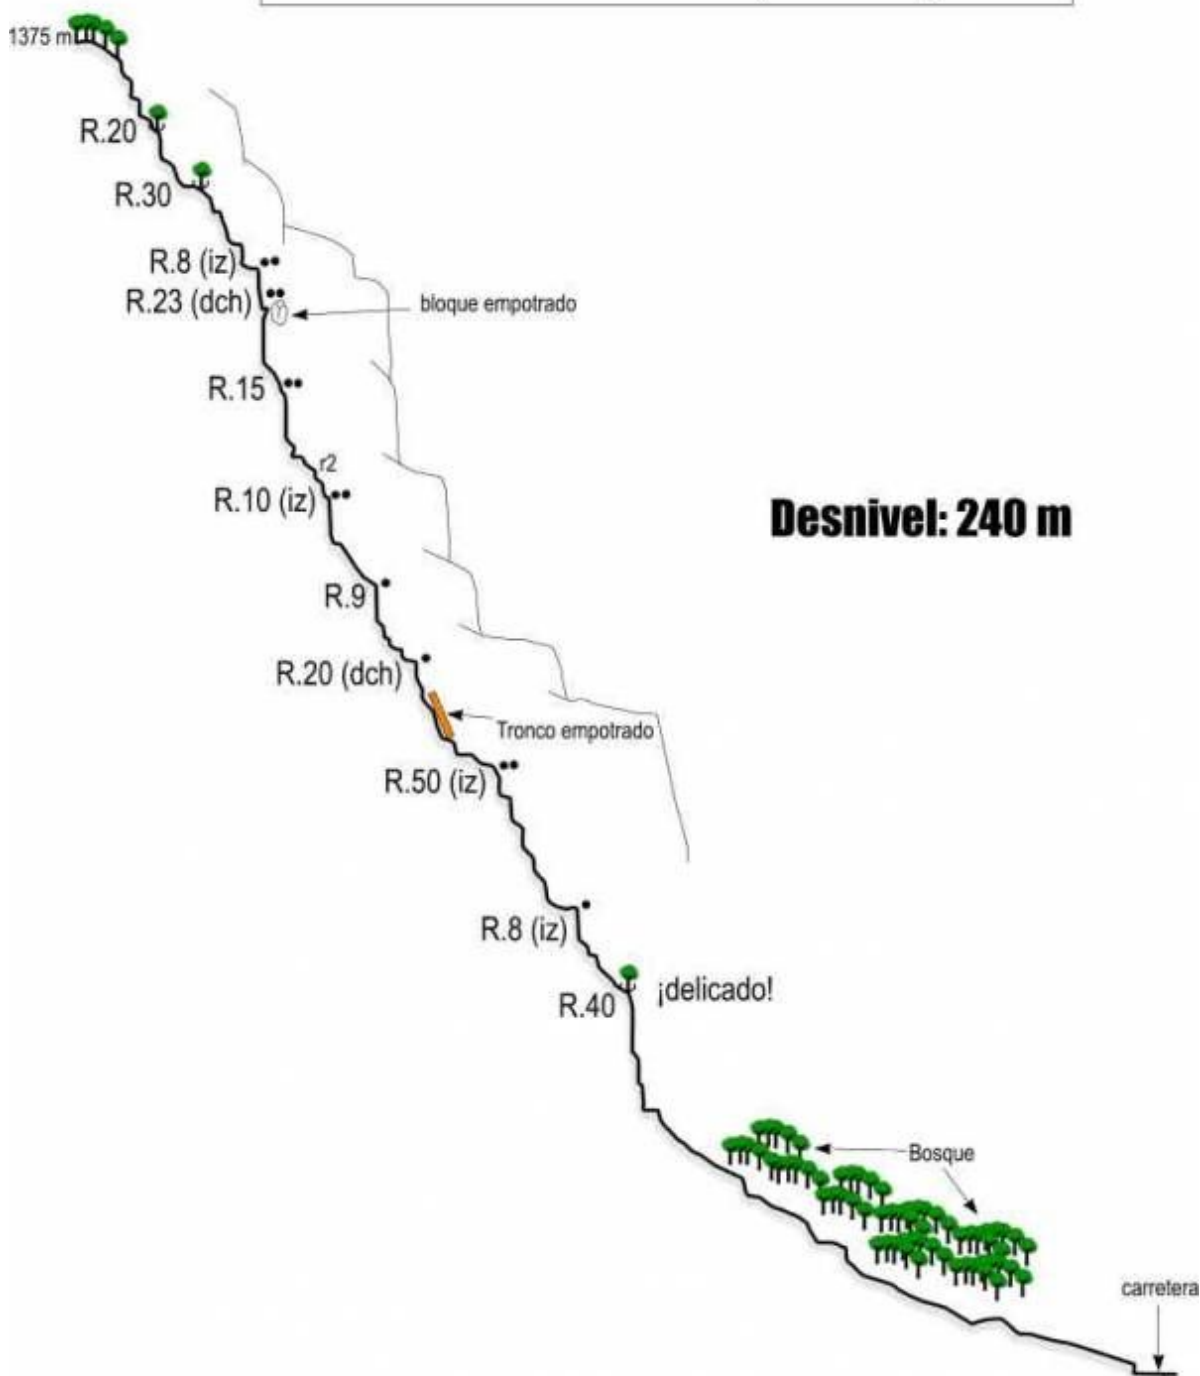 1375 m
R.20
R.30
R.8 (iz)
R.23 (dch)
bloque empotrado
R.15
r2
R.10 (iz)
Desnivel: 240 m
R.9
R.20 (dch)
Tronco empotrado
R.50 (iz)
R.8 (iz)
R.40
¡delicado!
Bosque
carretera